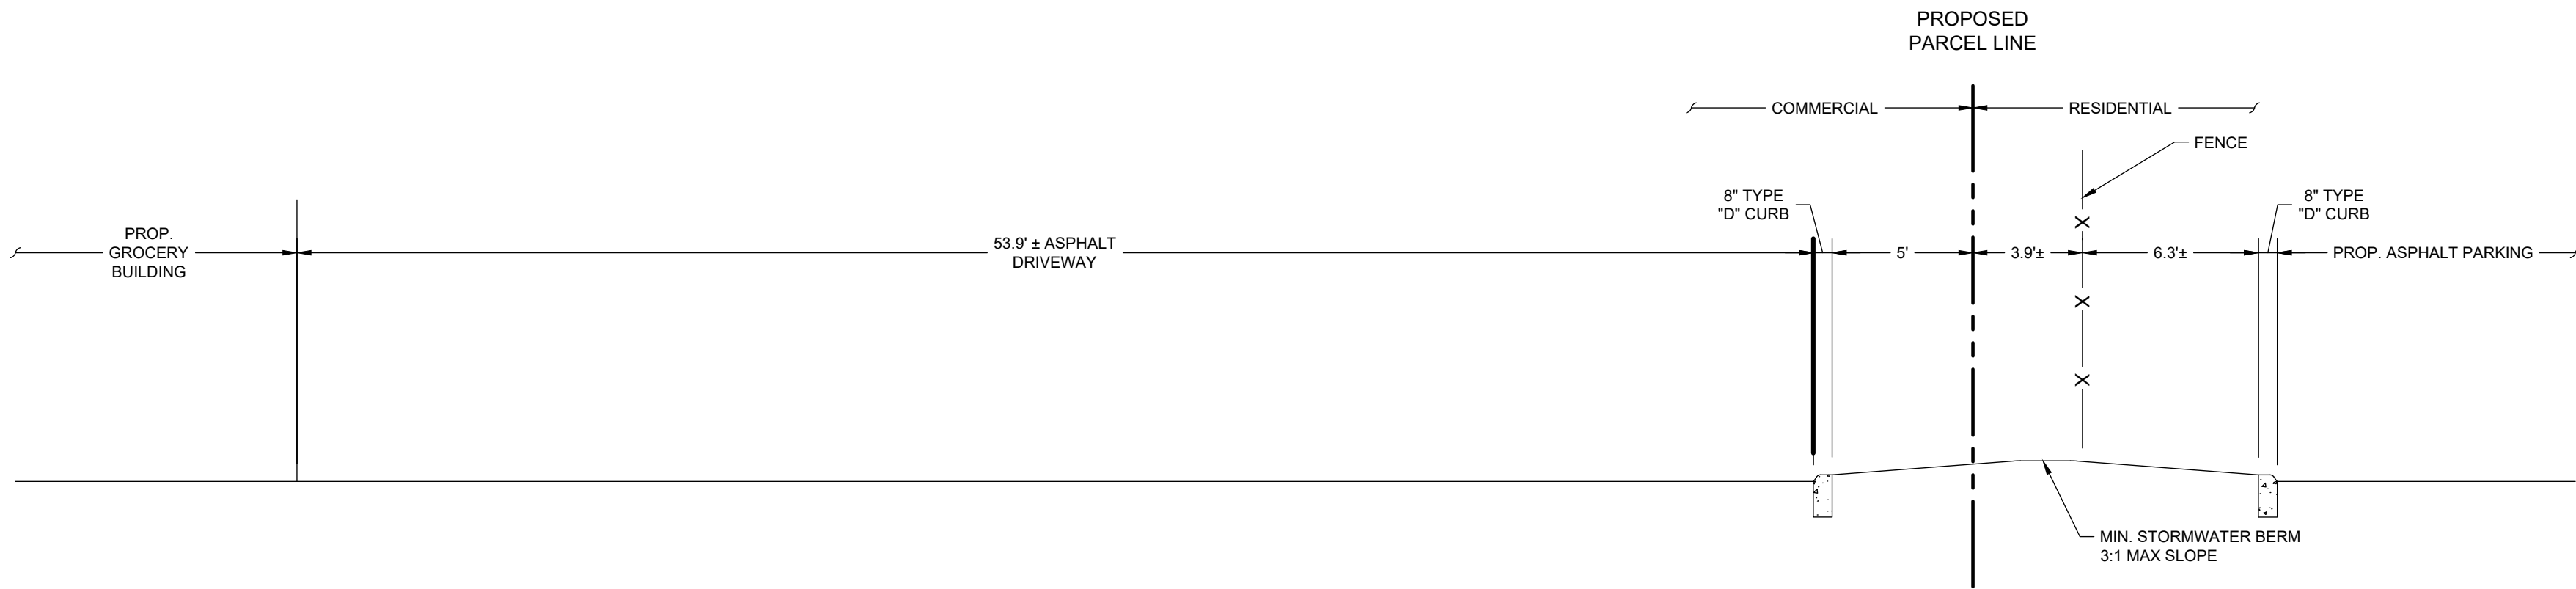 PROPOSED
PARCEL LINE
COMMERCIAL
RESIDENTIAL
FENCE
8" TYPE
"D" CURB
8" TYPE
"D" CURB
PROP.
GROCERY
BUILDING
53.9' ± ASPHALT
DRIVEWAY
5'
3.9'±
6.3'±
PROP. ASPHALT PARKING
X
X
X
MIN. STORMWATER BERM
3:1 MAX SLOPE